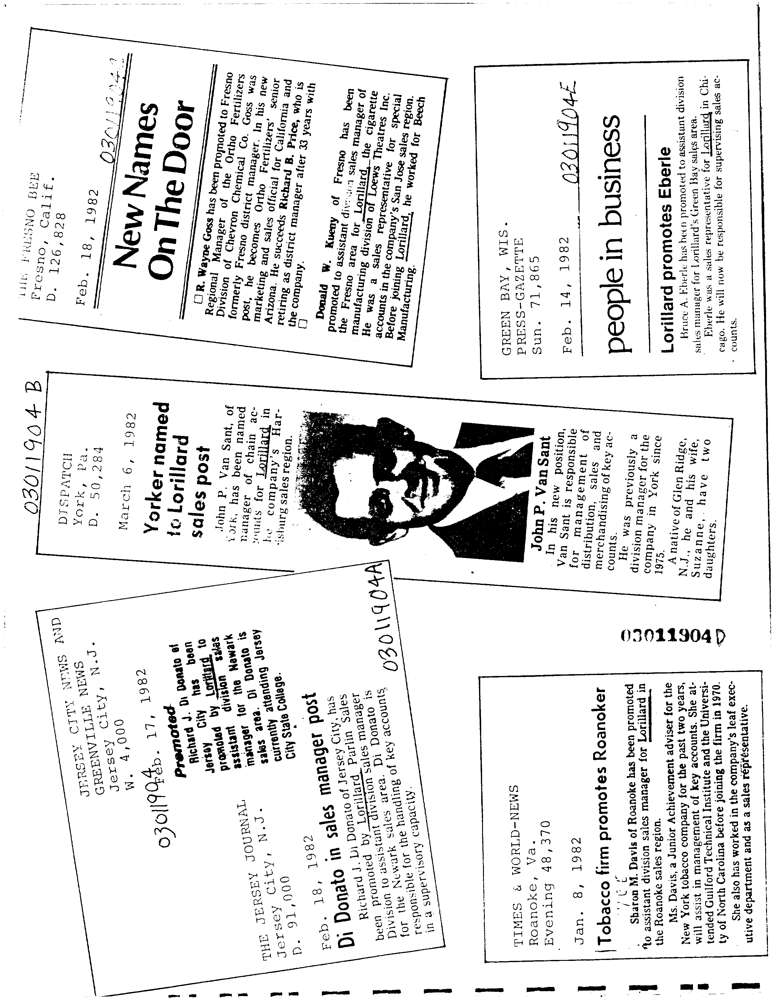 JERSEY CITY NEWS AND
GREENVILLE NEWS
Jersey City, N.J.
W. 4,000
Feb. 17, 1982
03011904
Promoted
Richard J. Di Donato of
Jersey City has been
promoted by Lorillard to
assistant division sales
manager for the Newark
sales area. Di Donato is
currently attending Jersey
City State College.
THE JERSEY JOURNAL
Jersey City, N.J.
D. 91,000
Feb. 18, 1982
03011904A
Di Donato in sales manager post
Richard J. Di Donato of Jersey City, has
been promoted by Lorillard Parlin Sales
Division to assistant division sales manager
for the Newark sales area. Di Donato is
responsible for the handling of key accounts
in a supervisory capacity.
03011904D
TIMES & WORLD-NEWS
Roanoke, Va.
Evening 48,370
Jan. 8, 1982
Tobacco firm promotes Roanoker
Sharon M. Davis of Roanoke has been promoted
to assistant division sales manager for Lorillard in
the Roanoke sales region.
Ms. Davis, a Junior Achievement adviser for the
New York tobacco company for the past two years,
will assist in management of key accounts. She at-
tended Guilford Technical Institute and the Universi-
ty of North Carolina before joining the firm in 1970.
She also has worked in the company's leaf exec-
utive department and as a sales representative.
03011904 B
DISPATCH
York, Pa.
D. 50,284
March 6, 1982
Yorker named
to Lorillard
sales post
John P. Van Sant, of
York, has been named
manager of chain ac-
counts for Lorillard in
the company's Har-
risburg sales region.
John P. Van Sant
In his new position,
Van Sant is responsible
for management of
distribution, sales and
merchandising of key ac-
counts.
He was previously a
division manager for the
company in York since
1975.
A native of Glen Ridge,
N.J., he and his wife,
Suzanne, have two
daughters.
THE FRESNO BEE
Fresno, Calif.
D. 126,828
Feb. 18, 1982
New Names
On The Door
□ R. Wayne Goss has been promoted to Fresno
Regional Manager of the Ortho Fertilizers
Division of Chevron Chemical Co. Goss was
formerly Fresno district manager. In his new
post, he becomes Ortho Fertilizers' senior
marketing and sales official for California and
Arizona. He succeeds Richard B. Price, who is
retiring as district manager after 33 years with
the company.
□
Donald W. Kueny of Fresno has been
promoted to assistant division sales manager of
the Fresno area for Lorillard, the cigarette
manufacturing division of Loews Theatres Inc.
He was a sales representative for special
accounts in the company's San Jose sales region.
Before joining Lorillard, he worked for Beech
Manufacturing.
GREEN BAY, WIS.
PRESS-GAZETTE
Sun. 71,865
Feb. 14, 1982
03011904E
people in business
Lorillard promotes Eberle
Bruce A. Eberle has been promoted to assistant division
sales manager for Lorillard's Green Bay sales area.
Eberle was a sales representative for Lorillard in Chi-
cago. He will now be responsible for supervising sales ac-
counts.